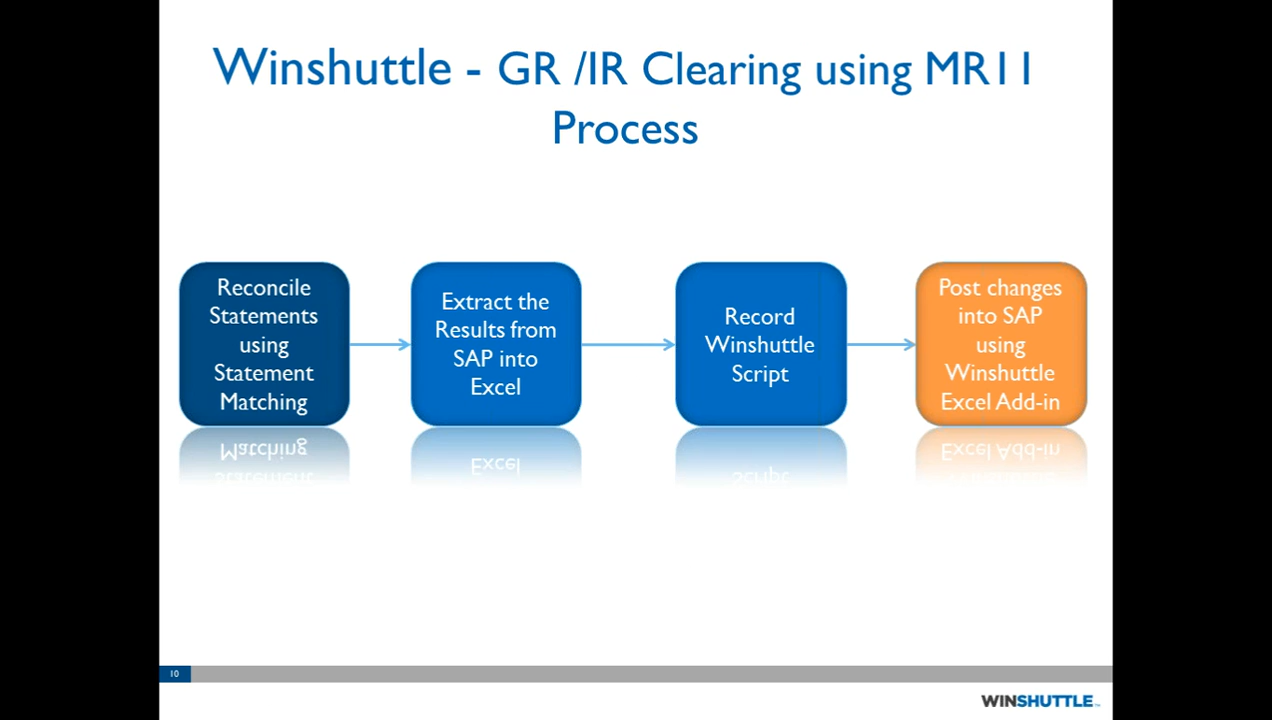 Winshuttle - GR /IR Clearing using MR11
Process
Reconcile
Statements
using
Statement
Matching
Extract the
Results from
SAP into
Excel
Record
Winshuttle
Script
Post changes
into SAP
using
Winshuttle
Excel Add-in
10
WINSHUTTLE